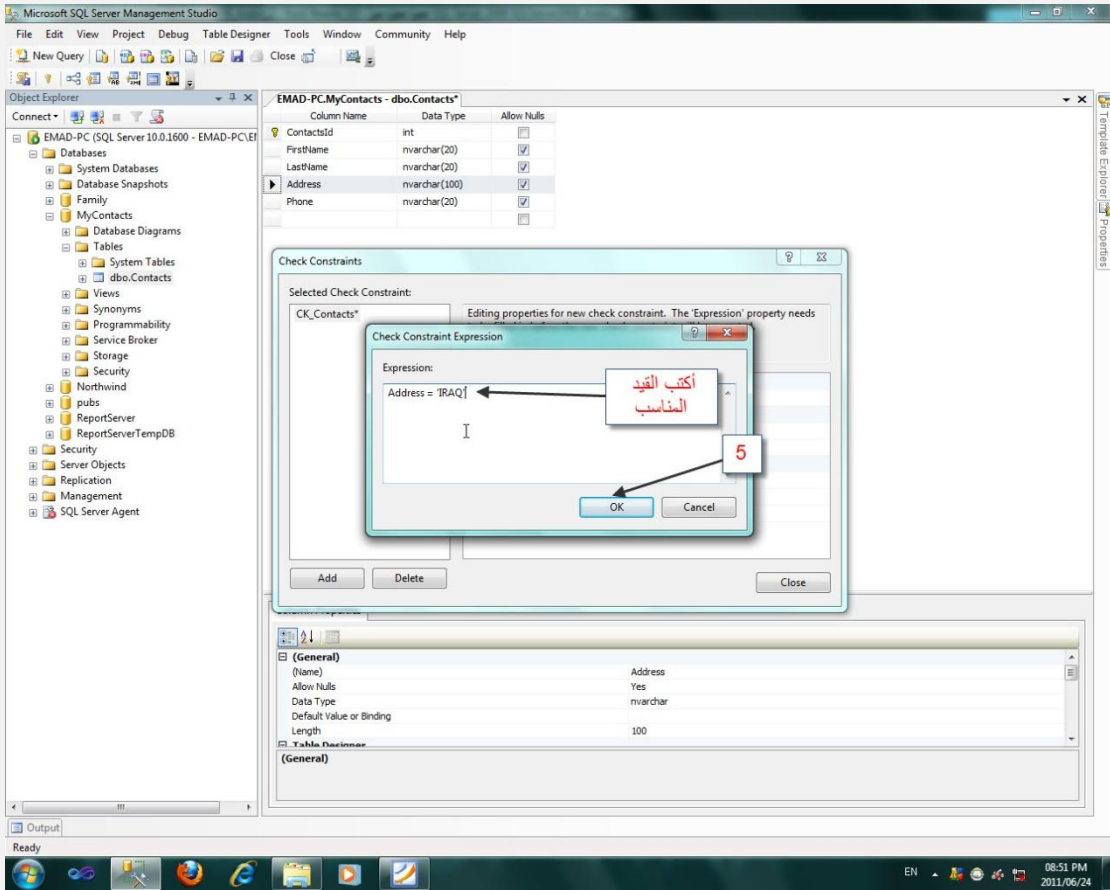 Microsoft SQL Server Management Studio
File Edit View Project Debug Table Designer Tools Window Community Help
New Query Close
Object Explorer
Connect
EMAD-PC (SQL Server 10.0.1600 - EMAD-PC\E
Databases
System Databases
Database Snapshots
Family
MyContacts
Database Diagrams
Tables
System Tables
dbo.Contacts
Views
Synonyms
Programmability
Service Broker
Storage
Security
Northwind
pubs
ReportServer
ReportServerTempDB
Security
Server Objects
Replication
Management
SQL Server Agent
EMAD-PC.MyContacts - dbo.Contacts*
Column Name Data Type Allow Nulls
ContactsId int
FirstName nvarchar(20)
LastName nvarchar(20)
Address nvarchar(100)
Phone nvarchar(20)
Template Explorer
Properties
Check Constraints
Selected Check Constraint:
CK_Contacts*
Editing properties for new check constraint. The 'Expression' property needs
Check Constraint Expression
Expression:
Address = 'IRAQ'
أكتب القيد
المناسب
5
OK Cancel
Add Delete Close
(General)
(Name) Address
Allow Nulls Yes
Data Type nvarchar
Default Value or Binding
Length 100
Table Designer
(General)
Output
Ready
EN 08:51 PM
2011/06/24